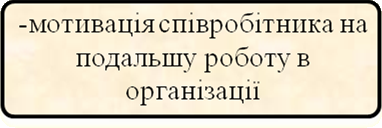 -мотивація співробітника на
подальшу роботу в
організації